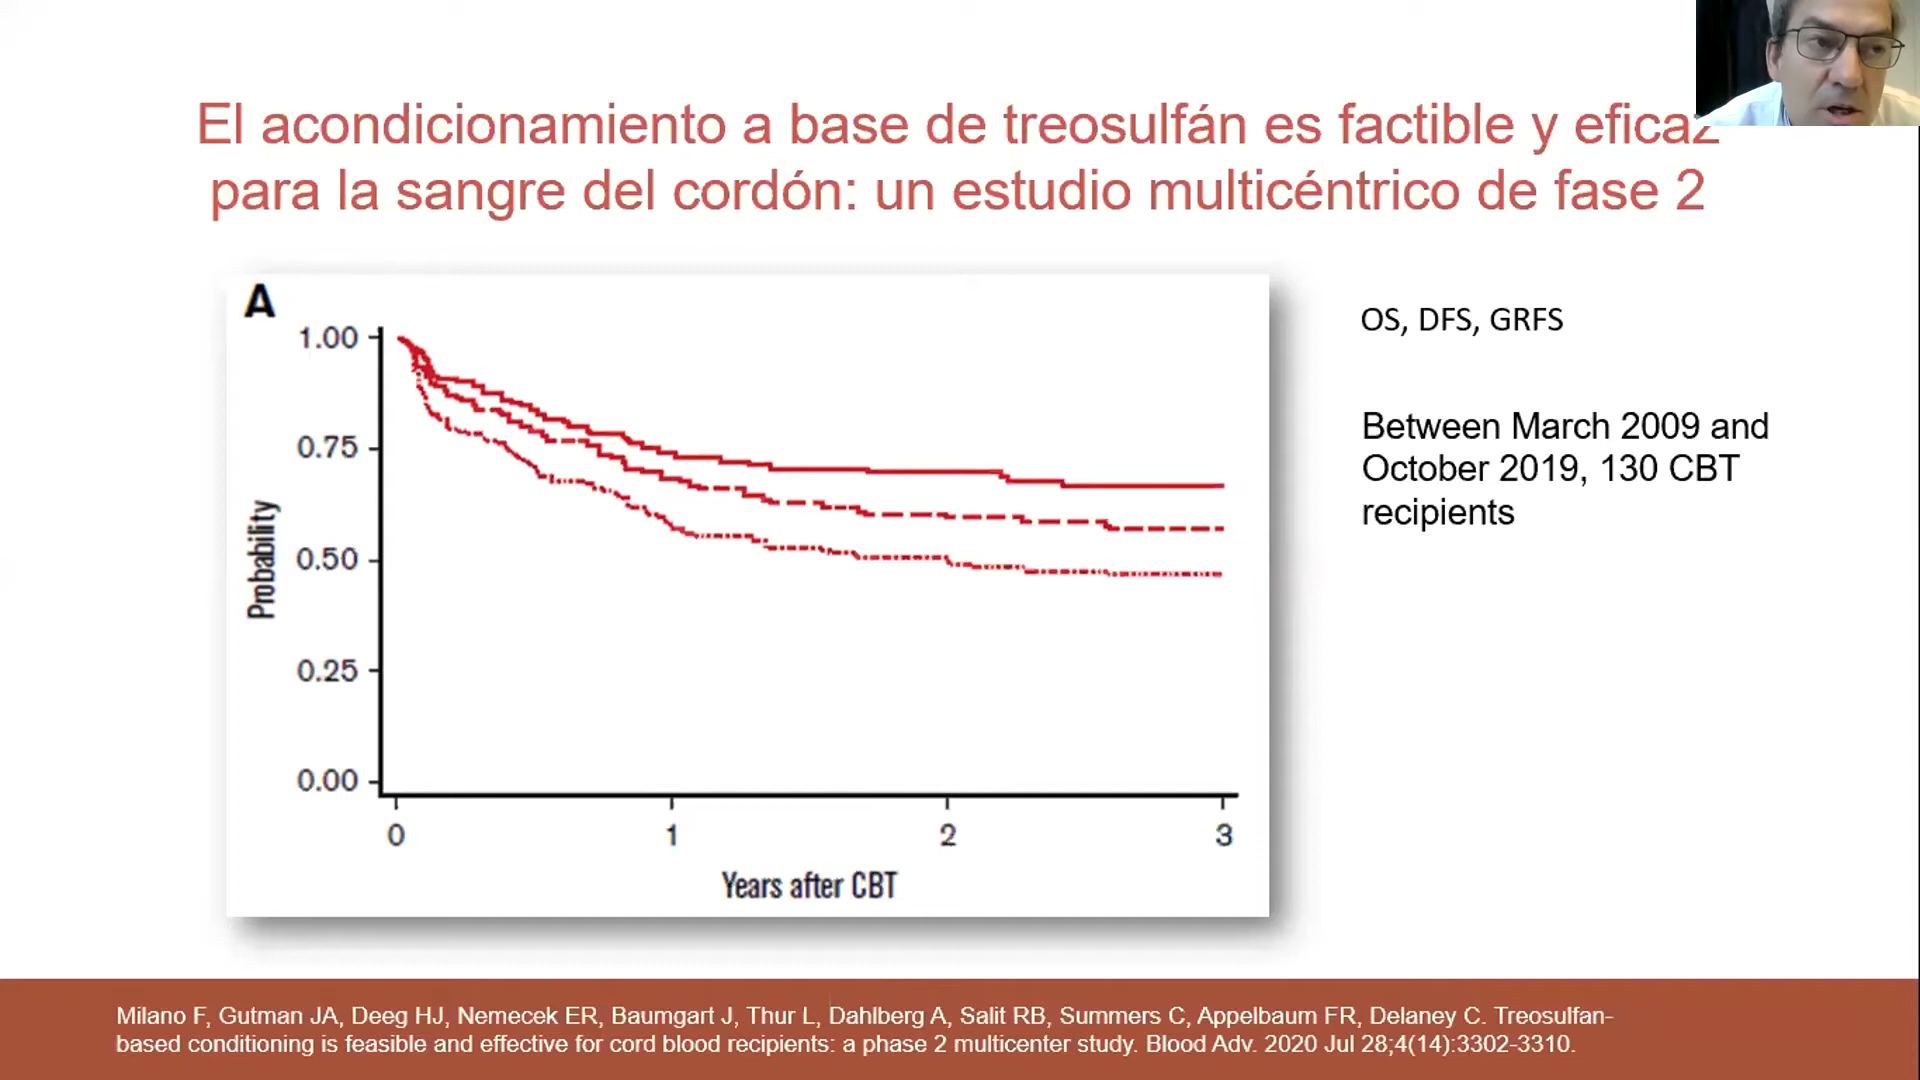 El acondicionamiento a base de treosulfán es factible y eficaz
para la sangre del cordón: un estudio multicéntrico de fase 2
A
1.00
0.75
0.50
0.25
0.00
Probability
0 1 2 3
Years after CBT
OS, DFS, GRFS
Between March 2009 and
October 2019, 130 CBT
recipients
Milano F, Gutman JA, Deeg HJ, Nemecek ER, Baumgart J, Thur L, Dahlberg A, Salit RB, Summers C, Appelbaum FR, Delaney C. Treosulfan-
based conditioning is feasible and effective for cord blood recipients: a phase 2 multicenter study. Blood Adv. 2020 Jul 28;4(14):3302-3310.